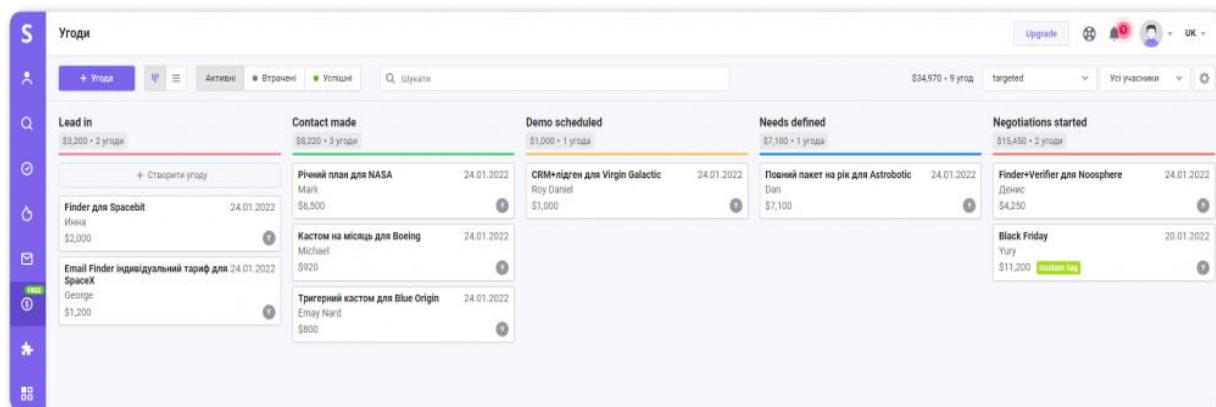 S
Угоди
Upgrade
UK
+ Угода
Активні
Втрачені
Успішні
Шукати
$34,970 • 9 угод
targeted
Усі учасники
Lead in
$3,200 • 2 угоди
+ Створити угоду
Finder для Spacebit 24.01.2022
Инна
$2,000
Email Finder індивідуальний тариф для 24.01.2022
SpaceX
George
$1,200
Contact made
$8,220 • 3 угоди
Річний план для NASA 24.01.2022
Mark
$6,500
Кастом на місяць для Boeing 24.01.2022
Michael
$920
Тригерний кастом для Blue Origin 24.01.2022
Emay Nard
$800
Demo scheduled
$1,000 • 1 угода
CRM+лідген для Virgin Galactic 24.01.2022
Roy Daniel
$1,000
Needs defined
$7,100 • 1 угода
Повний пакет на рік для Astrobotic 24.01.2022
Dan
$7,100
Negotiations started
$15,450 • 2 угоди
Finder+Verifier для Noosphere 24.01.2022
Денис
$4,250
Black Friday 20.01.2022
Yury
$11,200 custom tag
FREE